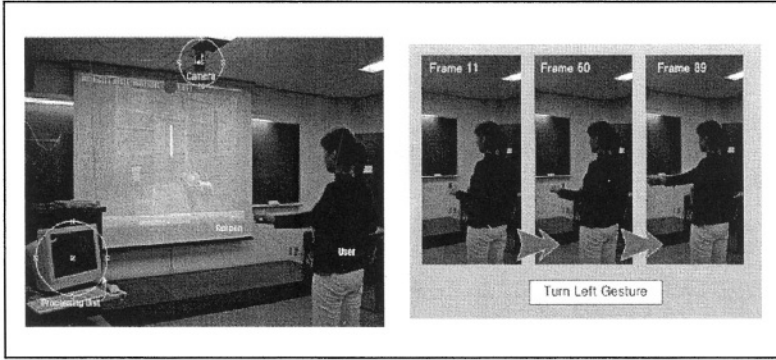 Camera
Screen
User
Processing Unit
Frame 11
Frame 50
Frame 89
Turn Left Gesture